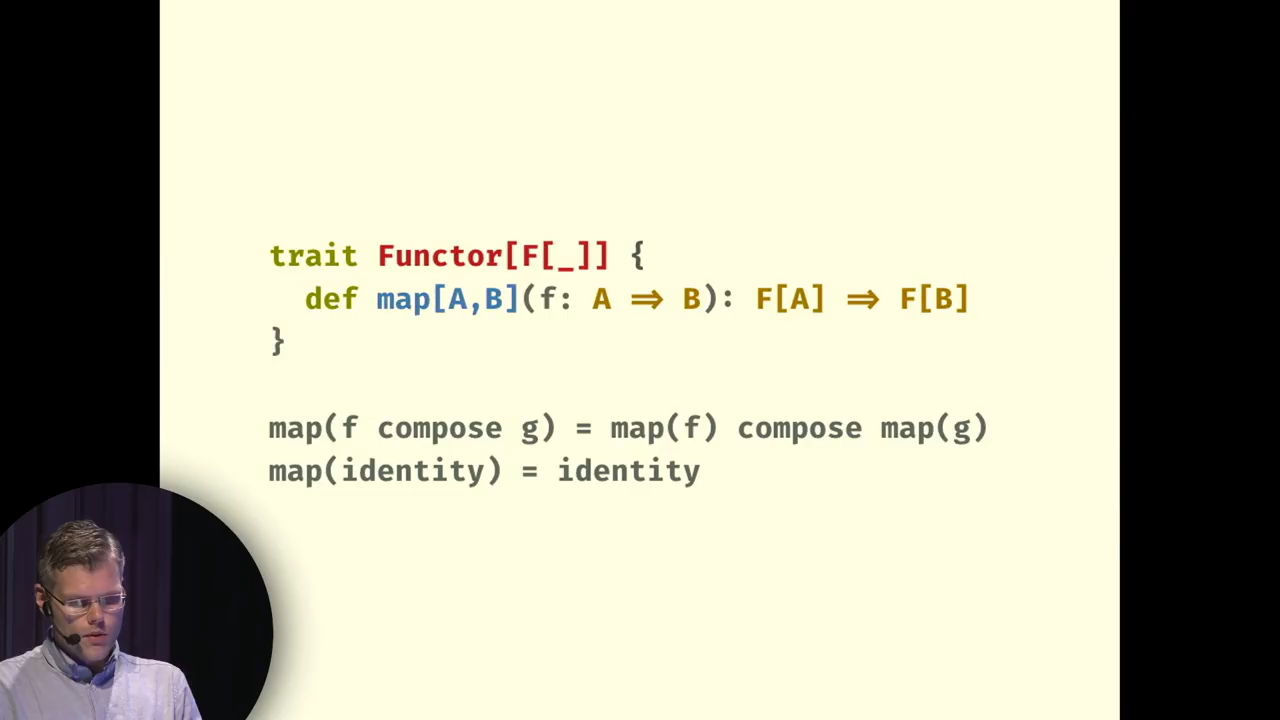 trait Functor[F[_]] {
  def map[A,B](f: A ⇒ B): F[A] ⇒ F[B]
}
map(f compose g) = map(f) compose map(g)
map(identity) = identity